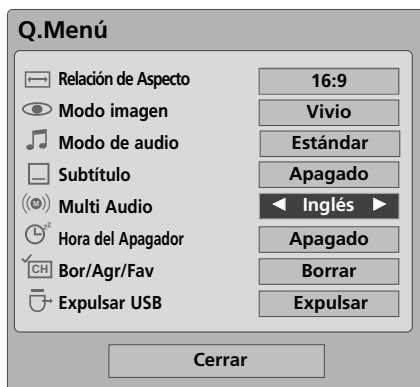 Q.Menú
Relación de Aspecto 16:9
Modo imagen Vivio
Modo de audio Estándar
Subtítulo Apagado
Multi Audio ◄ Inglés ►
Hora del Apagador Apagado
CH Bor/Agr/Fav Borrar
Expulsar USB Expulsar
Cerrar